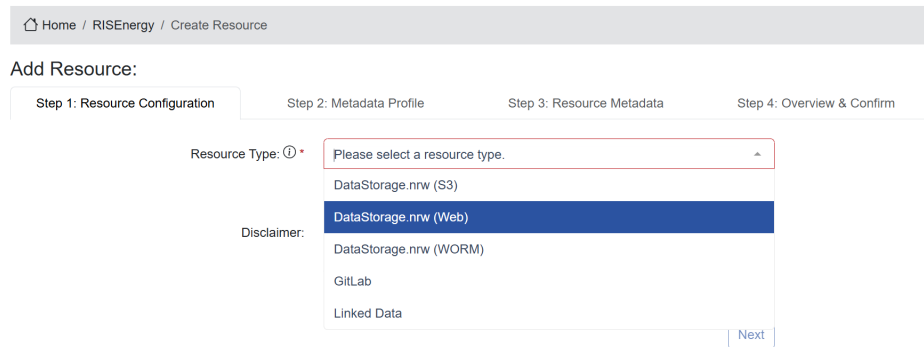 Home / RISEnergy / Create Resource
Add Resource:
Step 1: Resource Configuration
Step 2: Metadata Profile
Step 3: Resource Metadata
Step 4: Overview & Confirm
Resource Type: *
Please select a resource type.
DataStorage.nrw (S3)
DataStorage.nrw (Web)
Disclaimer:
DataStorage.nrw (WORM)
GitLab
Linked Data
Next